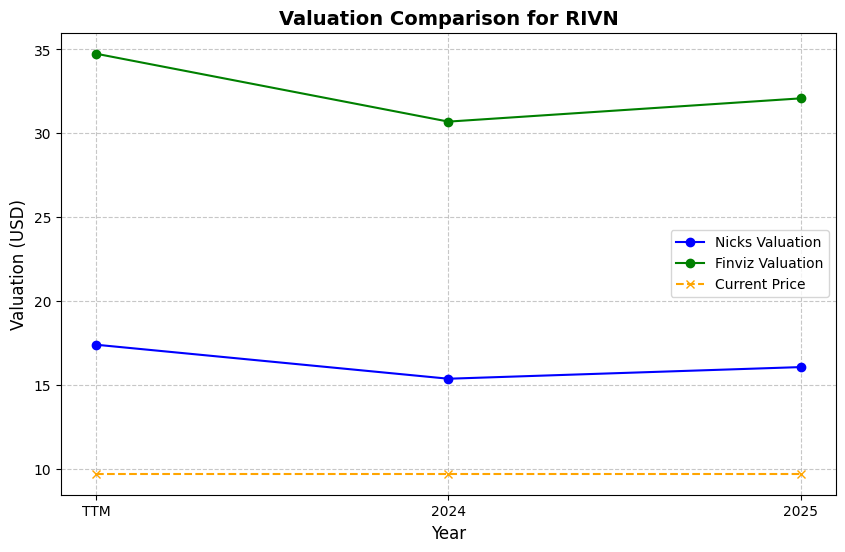 Valuation Comparison for RIVN
Valuation (USD)
35
30
25
20
15
10
Nicks Valuation
Finviz Valuation
Current Price
TTM
2024
2025
Year